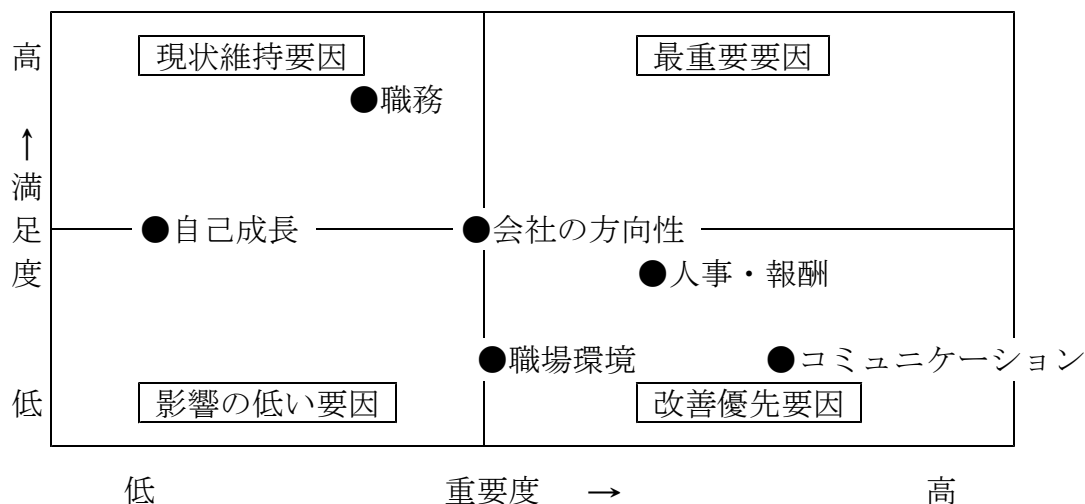 高
現状維持要因
最重要要因
●職務
↑
満
足
度
●自己成長
●会社の方向性
●人事・報酬
●職場環境
●コミュニケーション
低
影響の低い要因
改善優先要因
低
重要度 →
高